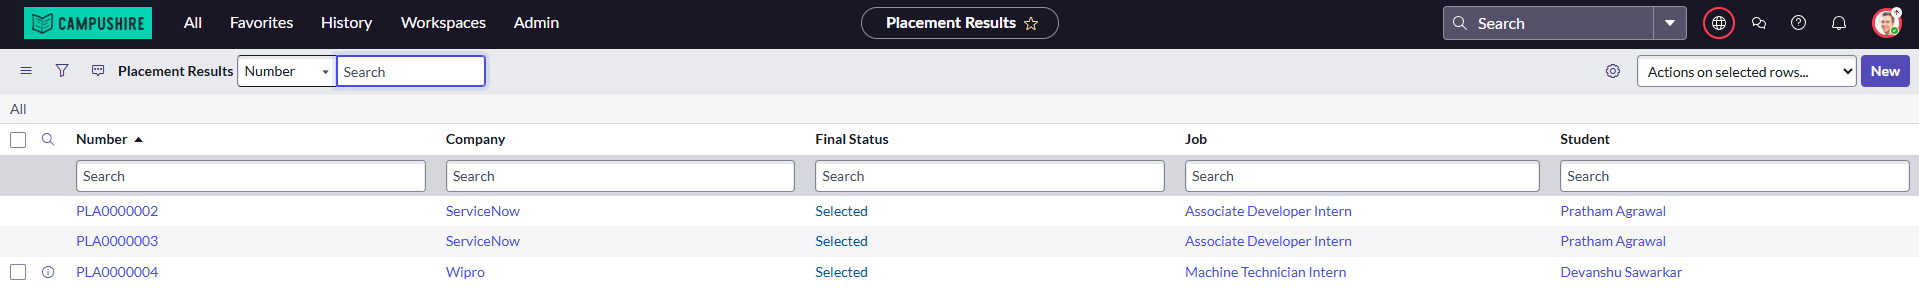 CAMPUSHIRE All Favorites History Workspaces Admin Placement Results Search
Placement Results Number Search Actions on selected rows... New
All
Number Company Final Status Job Student
Search Search Search Search Search
PLA0000002 ServiceNow Selected Associate Developer Intern Pratham Agrawal
PLA0000003 ServiceNow Selected Associate Developer Intern Pratham Agrawal
PLA0000004 Wipro Selected Machine Technician Intern Devanshu Sawarkar